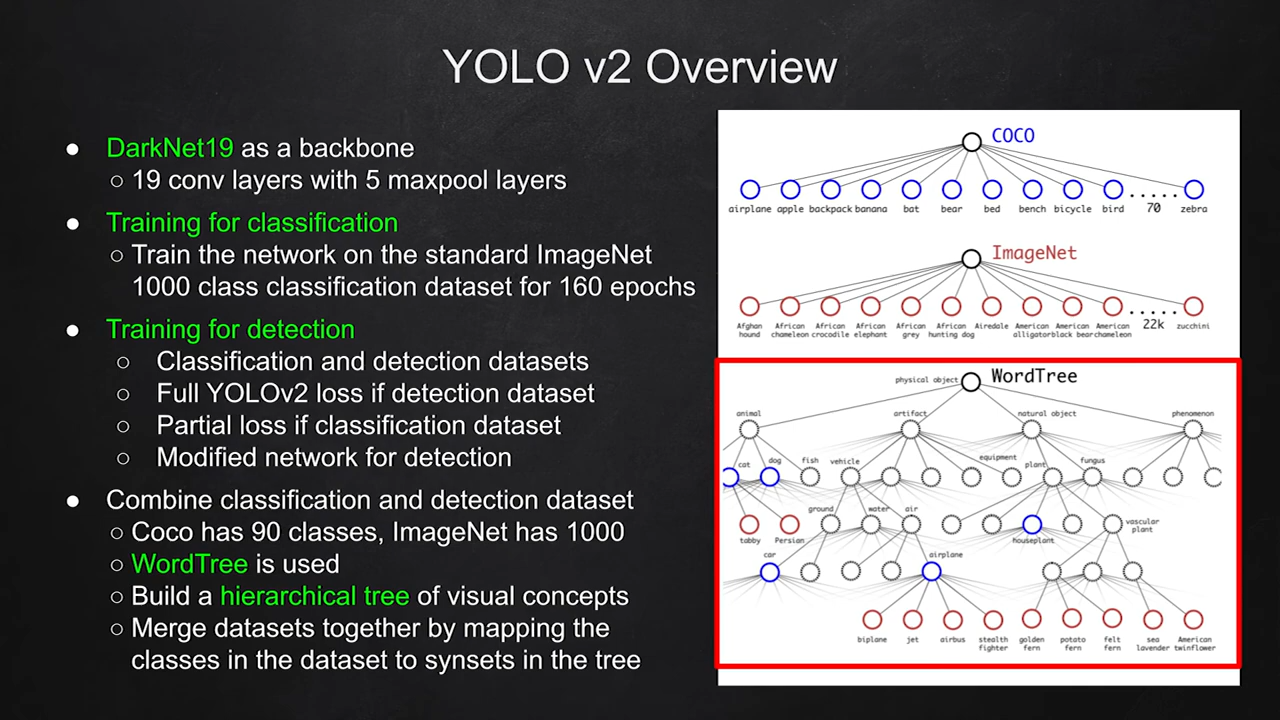 YOLO v2 Overview
● DarkNet19 as a backbone
○ 19 conv layers with 5 maxpool layers
● Training for classification
○ Train the network on the standard ImageNet
1000 class classification dataset for 160 epochs
● Training for detection
○ Classification and detection datasets
○ Full YOLOv2 loss if detection dataset
○ Partial loss if classification dataset
○ Modified network for detection
● Combine classification and detection dataset
○ Coco has 90 classes, ImageNet has 1000
○ WordTree is used
○ Build a hierarchical tree of visual concepts
○ Merge datasets together by mapping the
classes in the dataset to synsets in the tree
COCO
airplane apple backpack banana bat bear bed bench bicycle bird ..... 70 zebra
ImageNet
Afghan hound African chameleon African crocodile African elephant African grey African hunting dog Airedale American alligator American black bear American chameleon ..... 22k zucchini
physical object WordTree
animal artifact natural object phenomenon
cat dog fish vehicle equipment plant fungus
ground water air vascular plant
tabby Persian houseplant
car airplane
biplane jet airbus stealth fighter golden fern potato fern felt fern sea lavender American twinflower